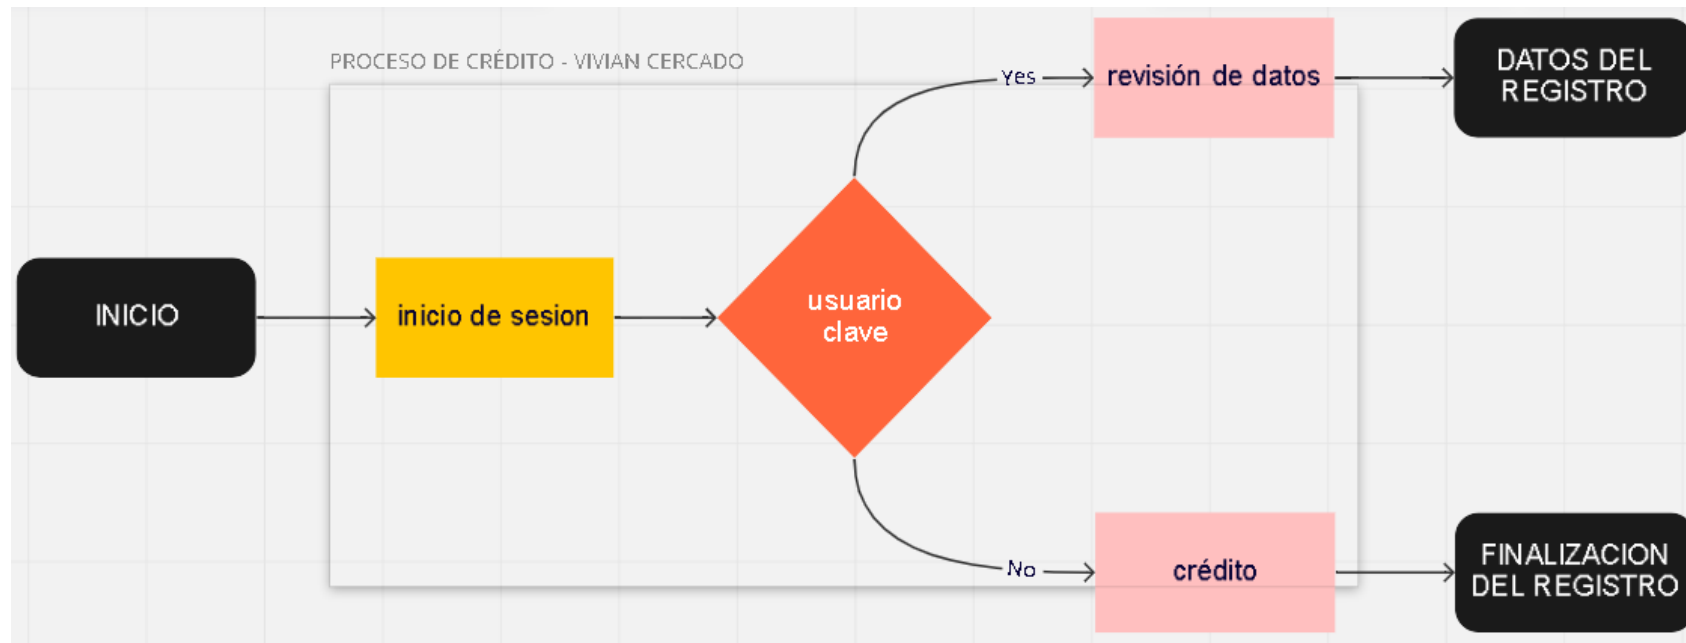 PROCESO DE CRÉDITO - VIVIAN CERCADO
Yes
revisión de datos
DATOS DEL
REGISTRO
INICIO
inicio de sesion
usuario
clave
No
crédito
FINALIZACION
DEL REGISTRO